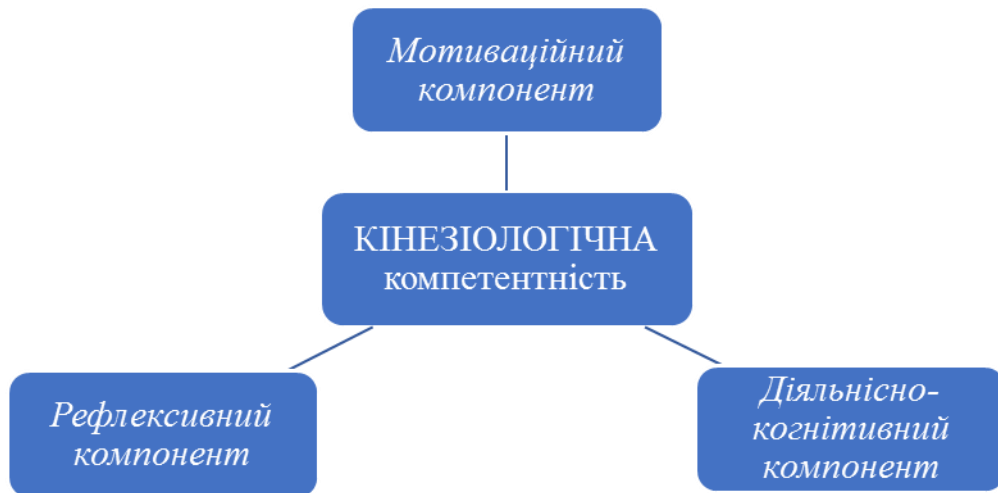 Мотиваційний
компонент
КІНЕЗІОЛОГІЧНА
компетентність
Рефлексивний
компонент
Діяльнісно-
когнітивний
компонент